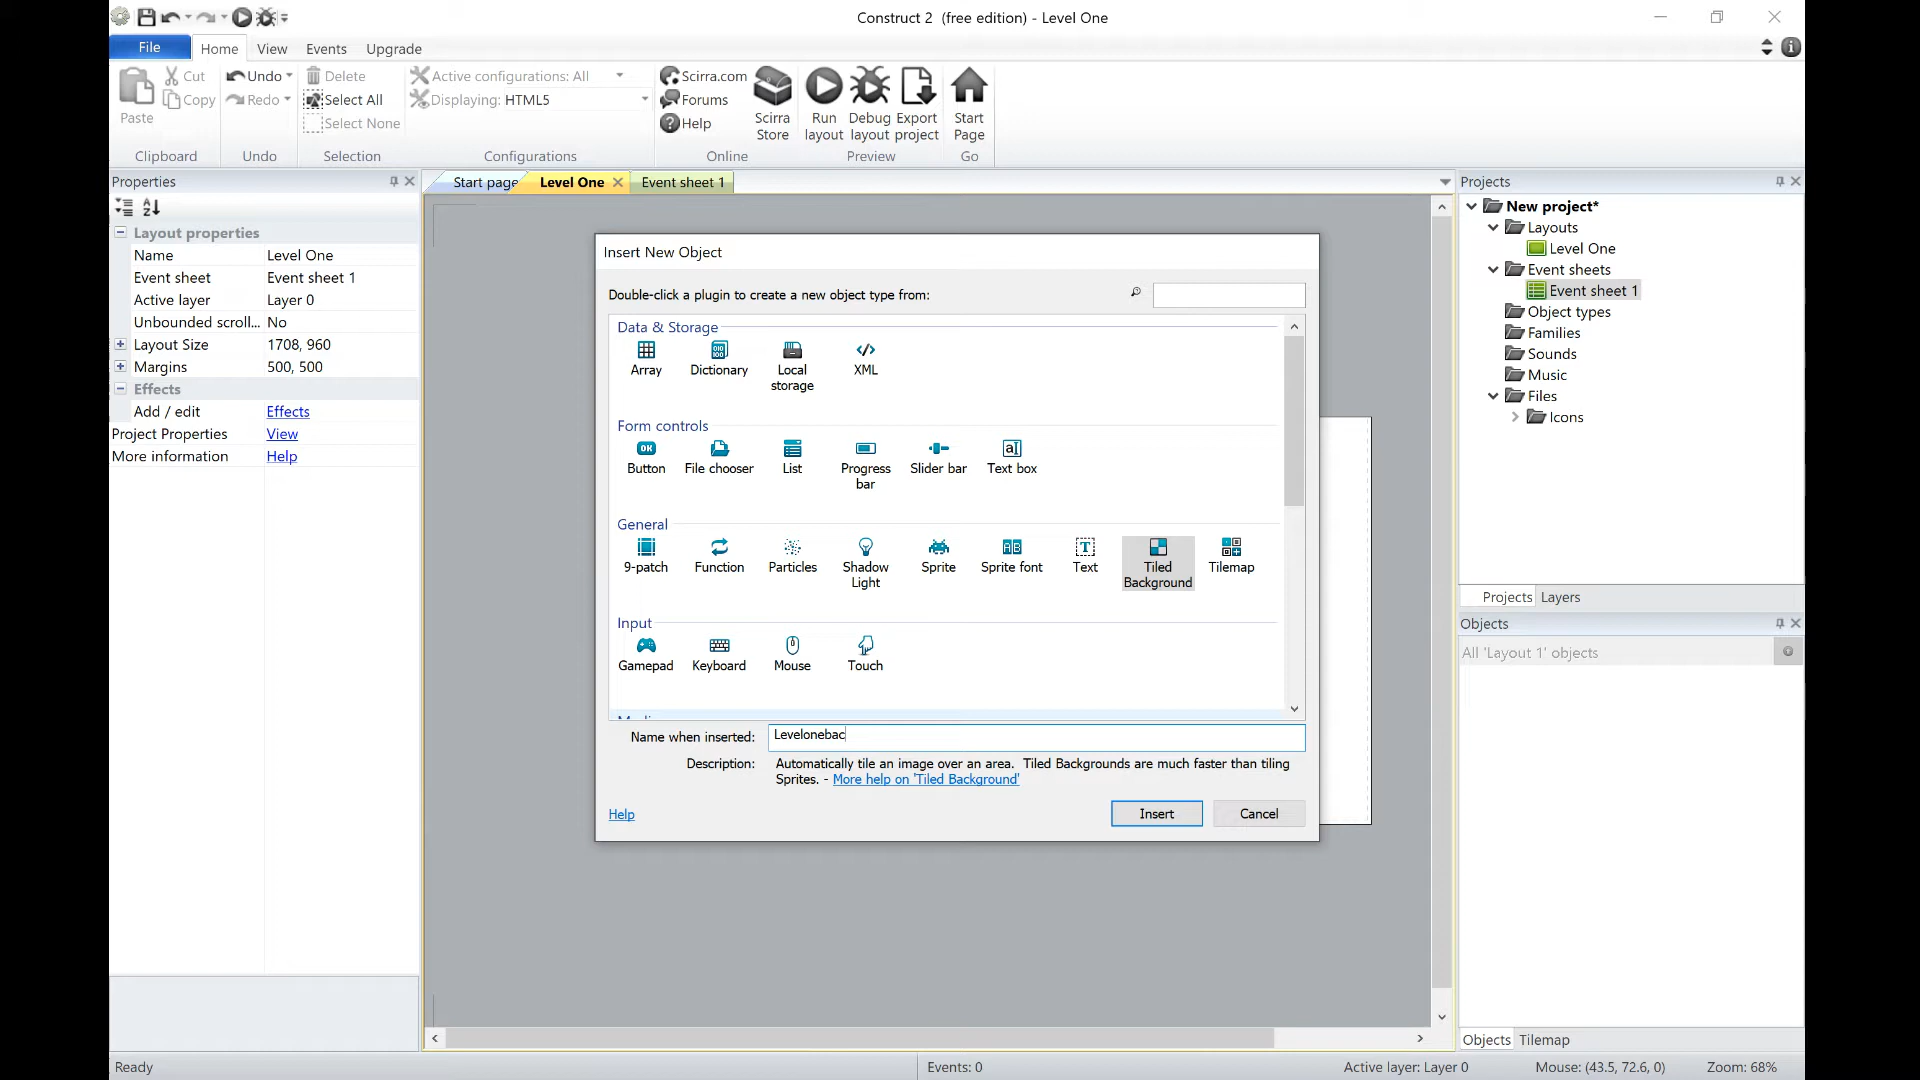 Construct 2 (free edition) - Level One
File Home View Events Upgrade
Paste
Cut
Copy
Clipboard
Undo
Redo
Undo
Delete
Select All
Select None
Selection
Active configurations: All
Displaying: HTML5
Configurations
Scirra.com
Forums
Help
Scirra
Store
Online
Run
layout
Debug
layout
Export
project
Preview
Start
Page
Go
Properties
Layout properties
Name Level One
Event sheet Event sheet 1
Active layer Layer 0
Unbounded scroll... No
Layout Size 1708, 960
Margins 500, 500
Effects
Add / edit Effects
Project Properties View
More information Help
Start page Level One Event sheet 1
Insert New Object
Double-click a plugin to create a new object type from:
Data & Storage
Array
Dictionary
Local
storage
XML
Form controls
OK
Button
File chooser
List
Progress
bar
Slider bar
Text box
General
9-patch
Function
Particles
Shadow
Light
Sprite
Sprite font
Text
Tiled
Background
Tilemap
Input
Gamepad
Keyboard
Mouse
Touch
Name when inserted: Levelonebac
Description: Automatically tile an image over an area. Tiled Backgrounds are much faster than tiling
Sprites. - More help on 'Tiled Background'
Help
Insert
Cancel
Projects
New project*
Layouts
Level One
Event sheets
Event sheet 1
Object types
Families
Sounds
Music
Files
Icons
Projects Layers
Objects
All 'Layout 1' objects
Objects Tilemap
Ready Events: 0 Active layer: Layer 0 Mouse: (43.5, 72.6, 0) Zoom: 68%